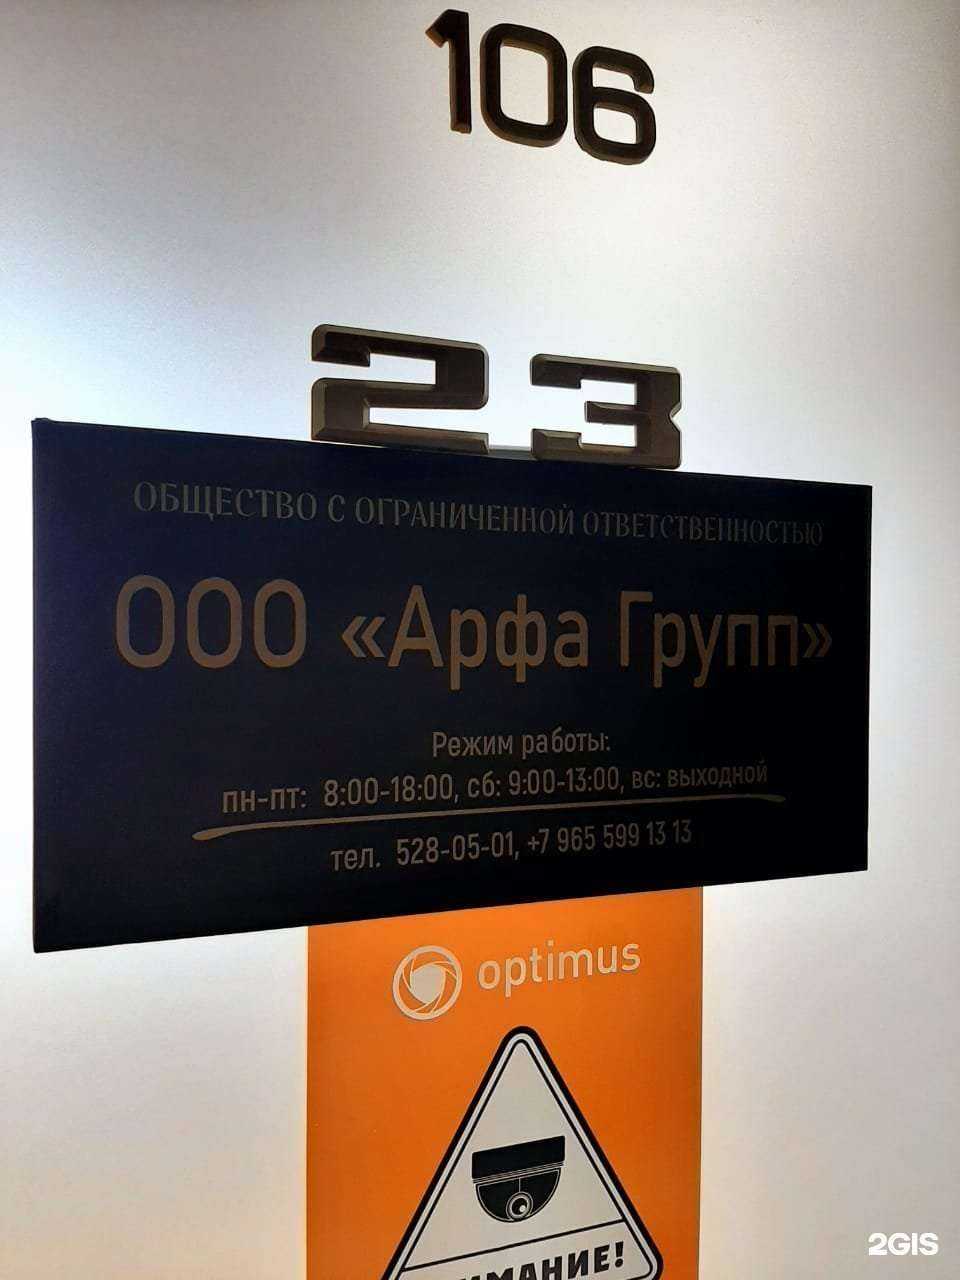 106
23
ОБЩЕСТВО С ОГРАНИЧЕННОЙ ОТВЕТСТВЕННОСТЬЮ
ООО «Арфа Групп»
Режим работы:
пн-пт: 8:00-18:00, сб: 9:00-13:00, вс: выходной
тел. 528-05-01, +7 965 599 13 13
optimus
ИМАНИЕ!
2GIS